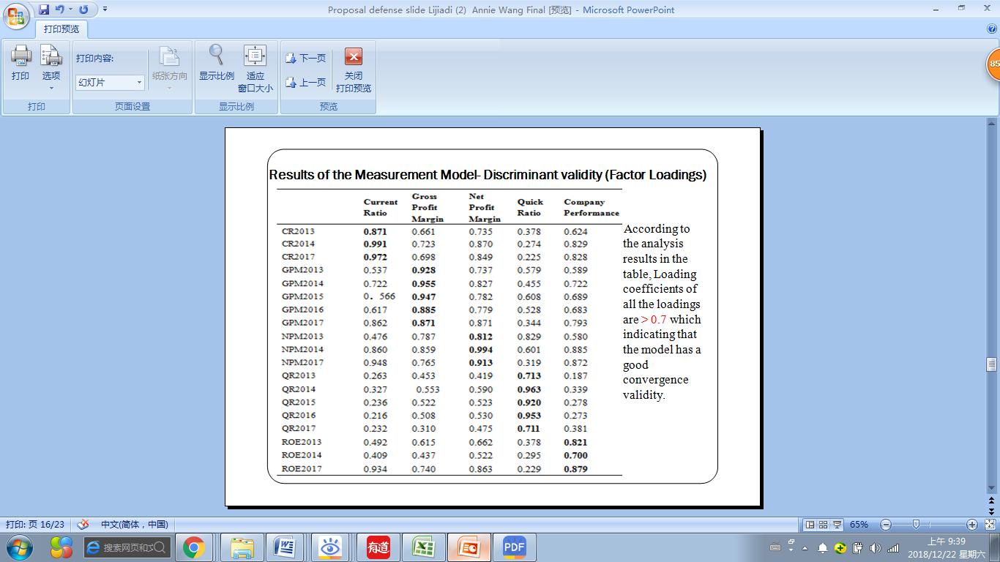 Proposal defense slide Lijiadi (2)  Annie Wang Final [预览] - Microsoft PowerPoint
打印预览
打印
选项
打印内容:
幻灯片
纸张方向
显示比例
适应
窗口大小
下一页
上一页
关闭
打印预览
打印
页面设置
显示比例
预览
85
Results of the Measurement Model- Discriminant validity (Factor Loadings)
Current Ratio Gross Profit Margin Net Profit Margin Quick Ratio Company Performance
CR2013 0.871 0.661 0.735 0.378 0.624
CR2014 0.991 0.723 0.870 0.274 0.829
CR2017 0.972 0.698 0.849 0.225 0.828
GPM2013 0.537 0.928 0.737 0.579 0.589
GPM2014 0.722 0.955 0.827 0.455 0.722
GPM2015 0. 566 0.947 0.782 0.608 0.689
GPM2016 0.617 0.885 0.779 0.528 0.683
GPM2017 0.862 0.871 0.871 0.344 0.793
NPM2013 0.476 0.787 0.812 0.829 0.580
NPM2014 0.860 0.859 0.994 0.601 0.885
NPM2017 0.948 0.765 0.913 0.319 0.872
QR2013 0.263 0.453 0.419 0.713 0.187
QR2014 0.327 0.553 0.590 0.963 0.339
QR2015 0.236 0.522 0.523 0.920 0.278
QR2016 0.216 0.508 0.530 0.953 0.273
QR2017 0.232 0.310 0.475 0.711 0.381
ROE2013 0.492 0.615 0.662 0.378 0.821
ROE2014 0.409 0.437 0.522 0.295 0.700
ROE2017 0.934 0.740 0.863 0.229 0.879
According to
the analysis
results in the
table, Loading
coefficients of
all the loadings
are > 0.7 which
indicating that
the model has a
good
convergence
validity.
打印: 页 16/23
中文(简体，中国)
65%
搜索网页和文
有道
PDF
上午 9:39
2018/12/22 星期六